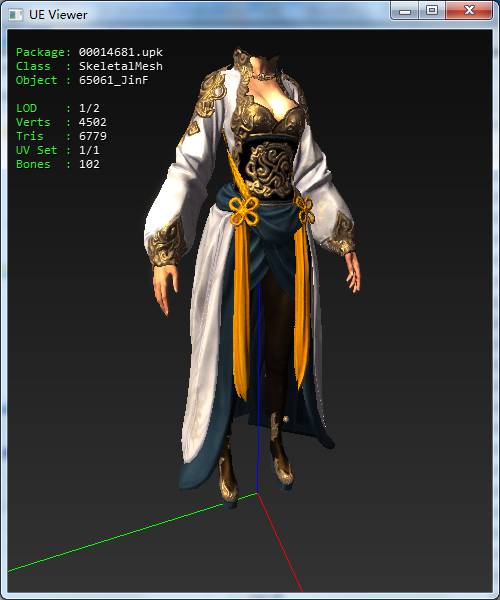 UE Viewer
Package: 00014681.upk
Class  : SkeletalMesh
Object : 65061_JinF
LOD    : 1/2
Verts  : 4502
Tris   : 6779
UV Set : 1/1
Bones  : 102